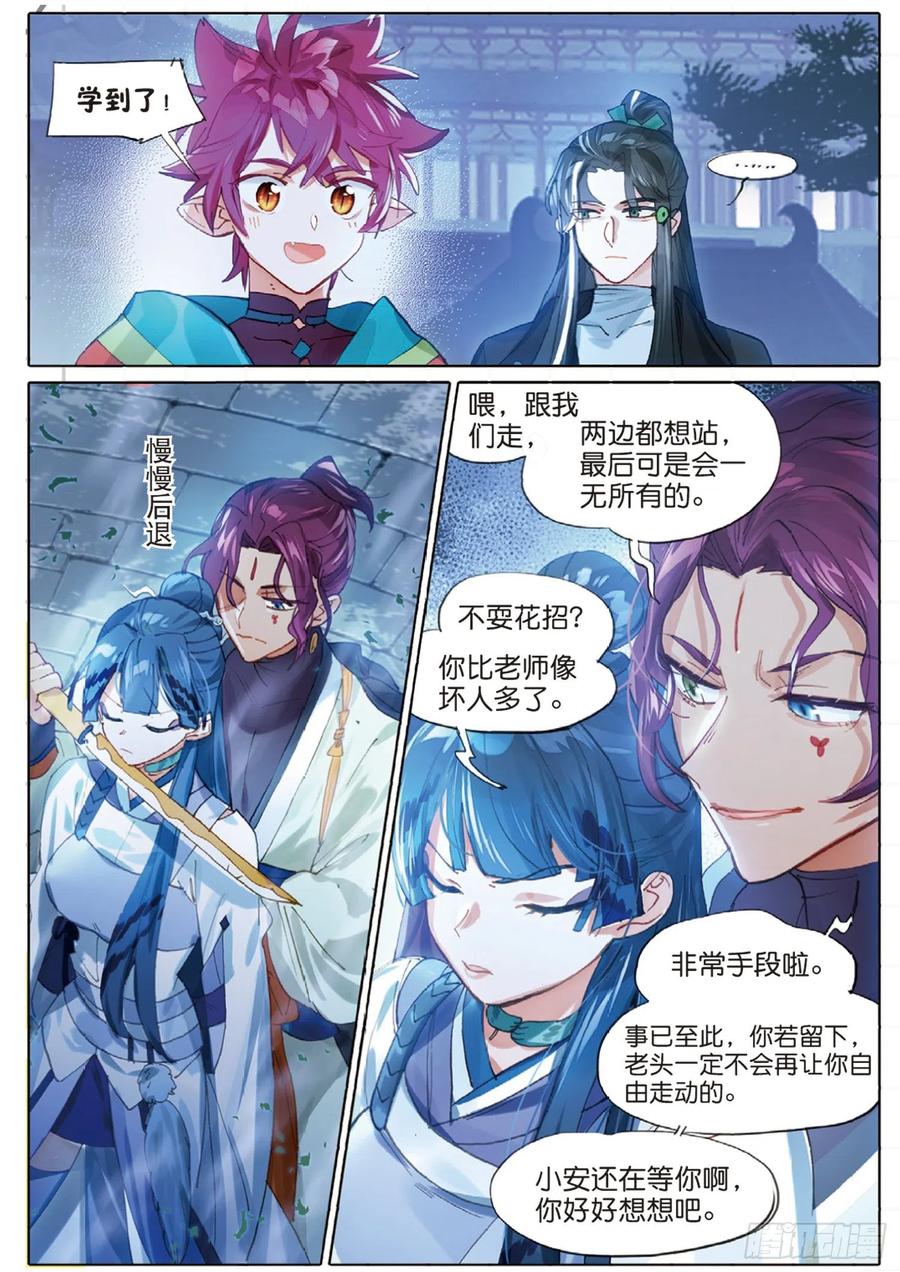 学到了！
……
慢慢后退
喂，跟我
们走，
两边都想站，
最后可是会一
无所有的。
不耍花招？
你比老师像
坏人多了。
非常手段啦。
事已至此，你若留下，
老头一定不会再让你自
由走动的。
小安还在等你啊，
你好好想想吧。
腾讯动漫